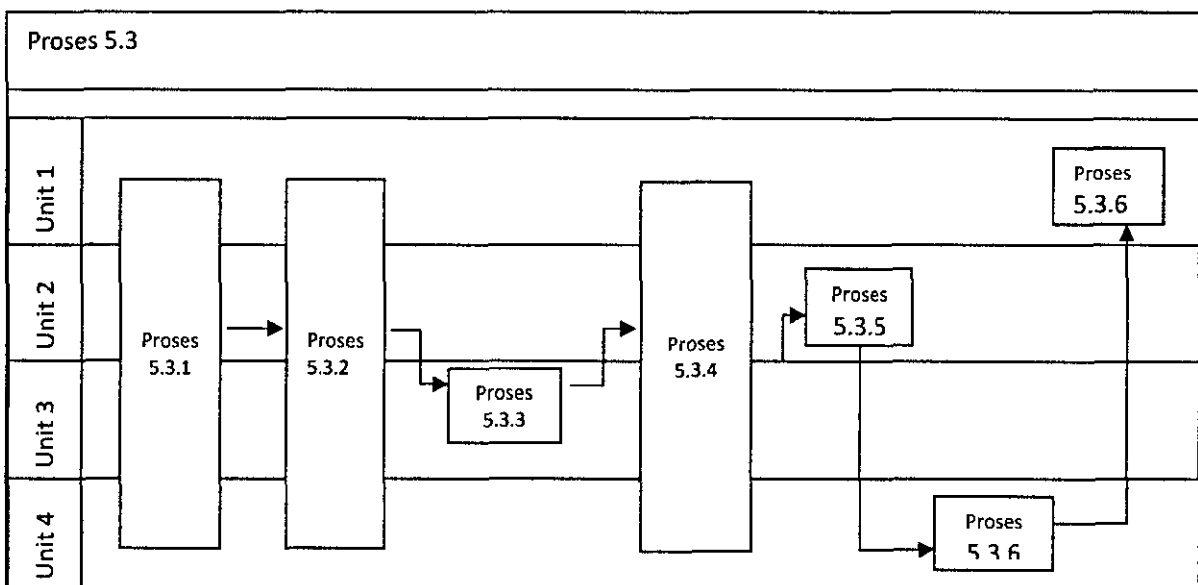 Proses 5.3
Unit 1
Unit 2
Unit 3
Unit 4
Proses
5.3.1
Proses
5.3.2
Proses
5.3.3
Proses
5.3.4
Proses
5.3.5
Proses
5.3.6
Proses
5.3.6